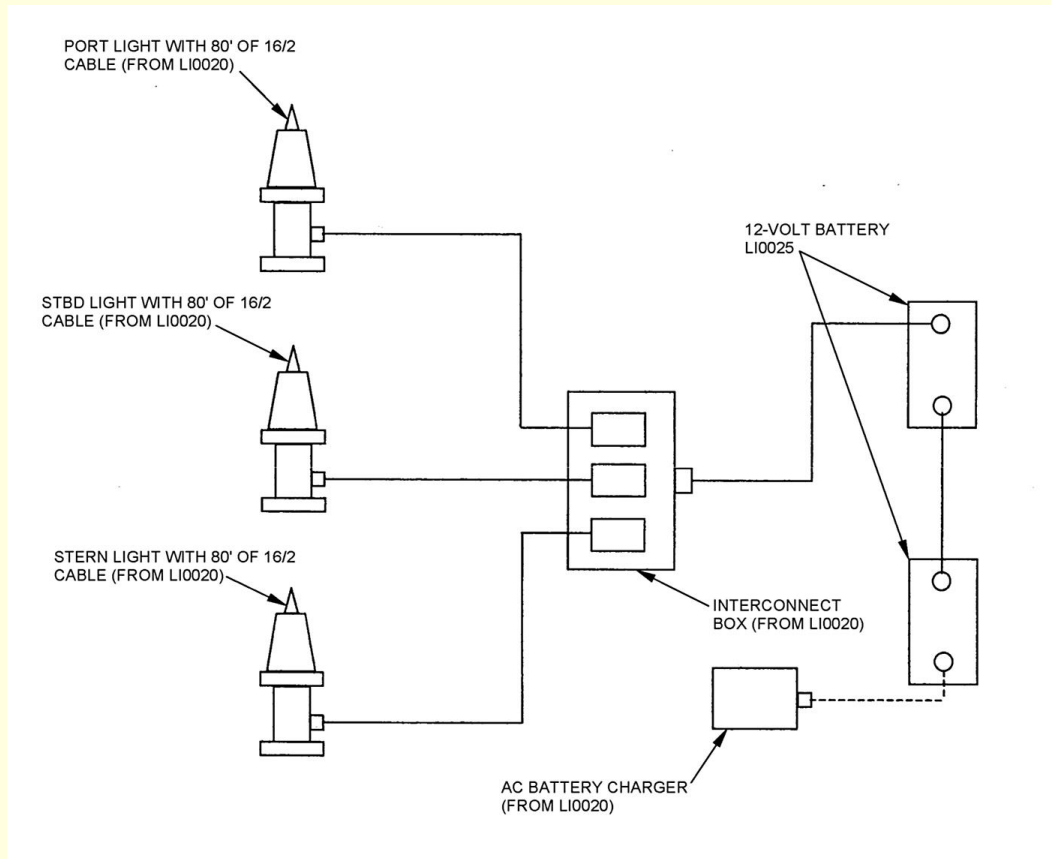 PORT LIGHT WITH 80' OF 16/2
CABLE (FROM LI0020)
12-VOLT BATTERY
LI0025
STBD LIGHT WITH 80' OF 16/2
CABLE (FROM LI0020)
STERN LIGHT WITH 80' OF 16/2
CABLE (FROM LI0020)
INTERCONNECT
BOX (FROM LI0020)
AC BATTERY CHARGER
(FROM LI0020)